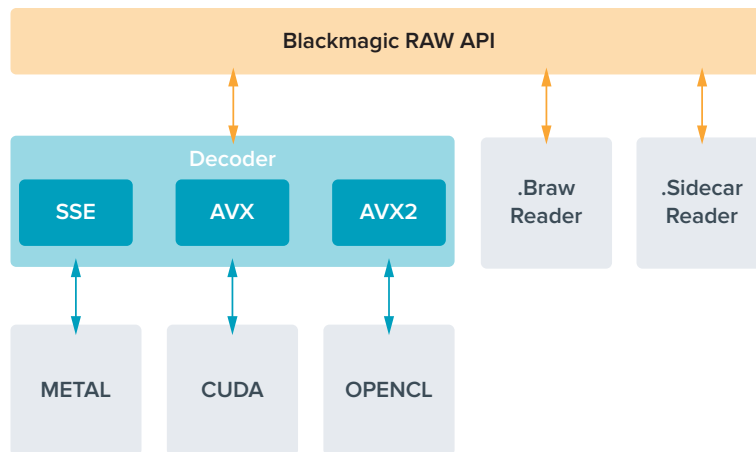 Blackmagic RAW API
Decoder
SSE
AVX
AVX2
.Braw
Reader
.Sidecar
Reader
METAL
CUDA
OPENCL